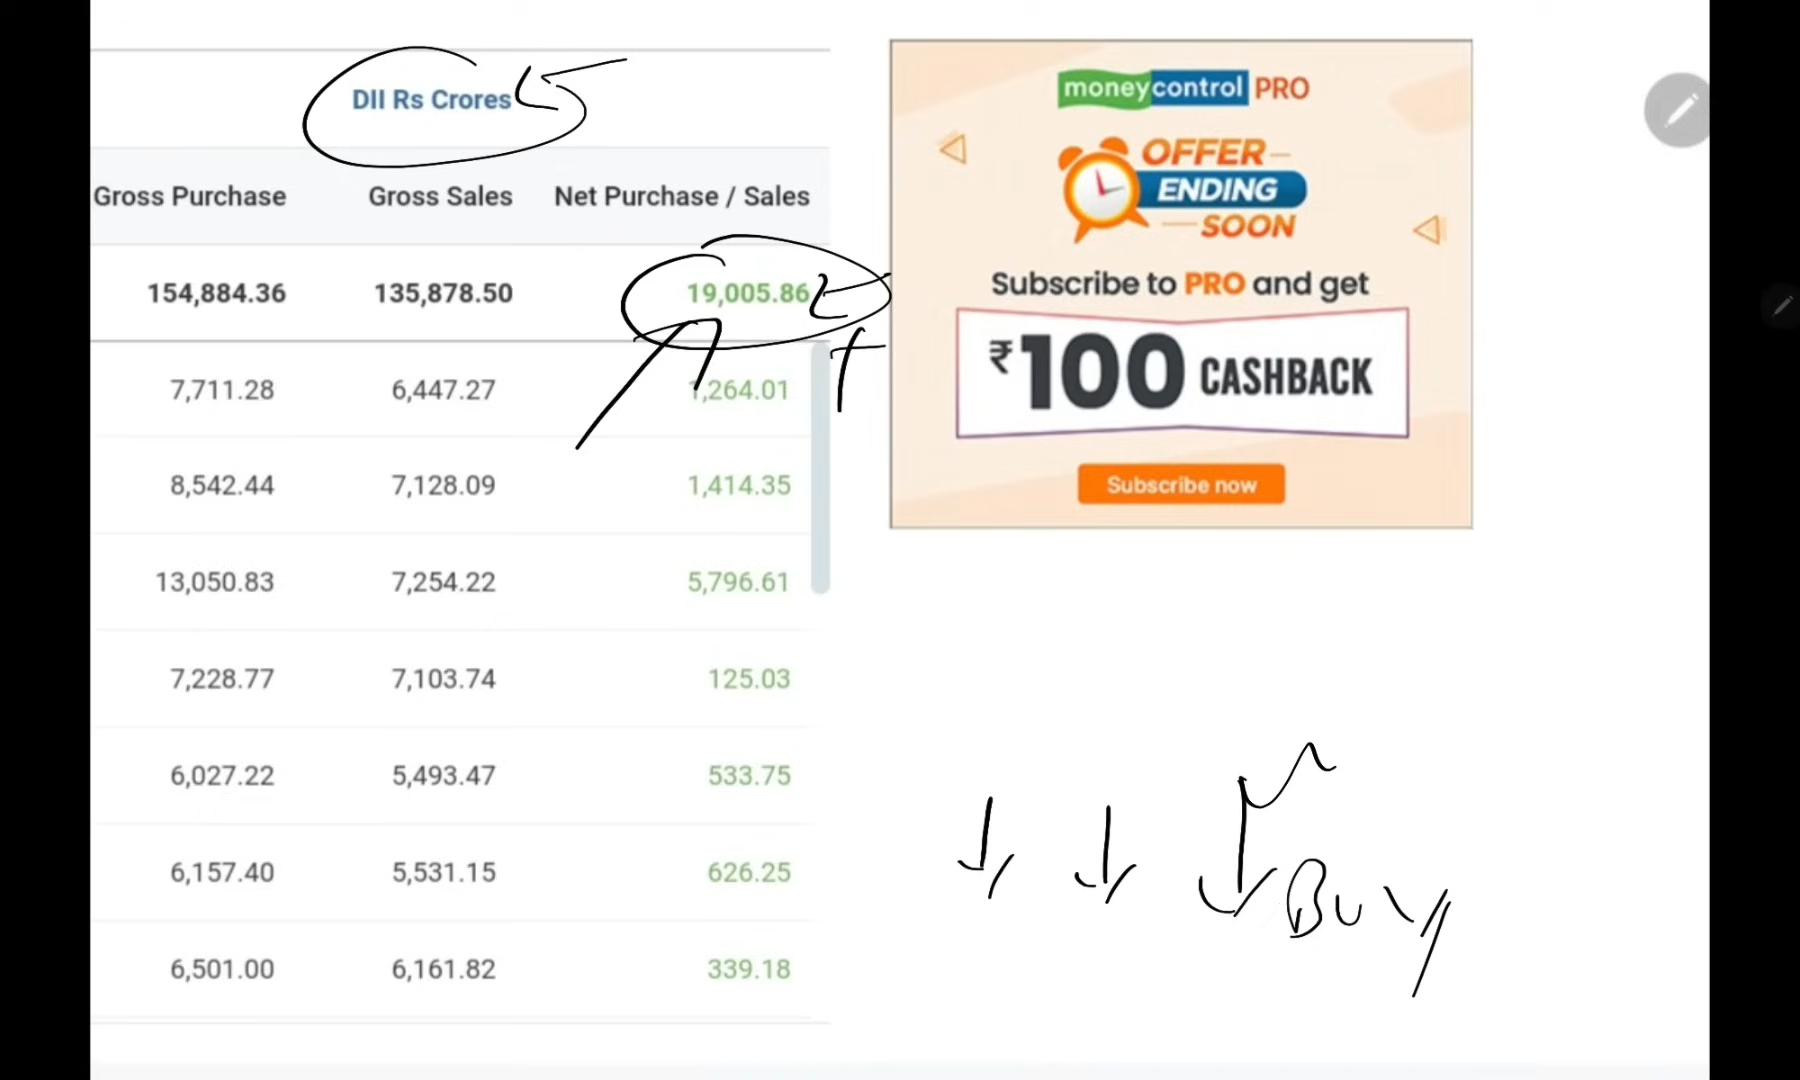 DII Rs Crores
Gross Purchase Gross Sales Net Purchase / Sales
154,884.36 135,878.50 19,005.86
7,711.28 6,447.27 1,264.01
8,542.44 7,128.09 1,414.35
13,050.83 7,254.22 5,796.61
7,228.77 7,103.74 125.03
6,027.22 5,493.47 533.75
6,157.40 5,531.15 626.25
6,501.00 6,161.82 339.18
moneycontrol PRO
OFFER
ENDING
SOON
Subscribe to PRO and get
₹100 CASHBACK
Subscribe now
Buy